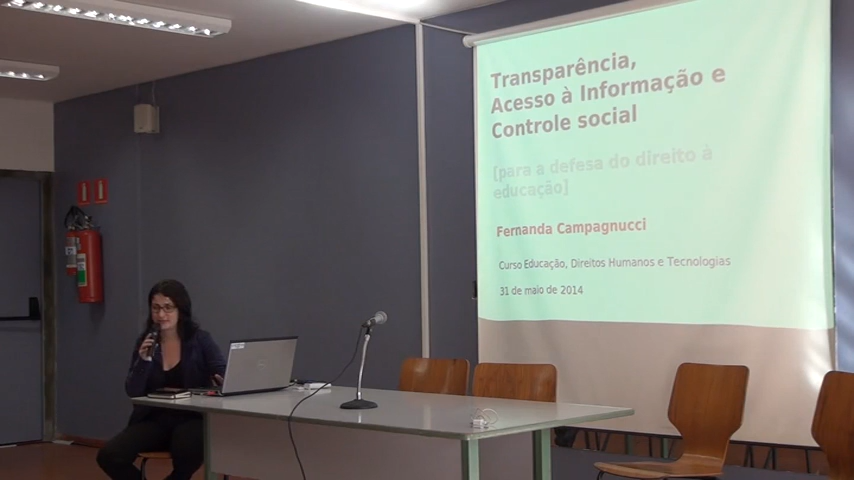 Transparência,
Acesso à Informação e
Controle social
[para a defesa do direito à
educação]
Fernanda Campagnucci
Curso Educação, Direitos Humanos e Tecnologias
31 de maio de 2014